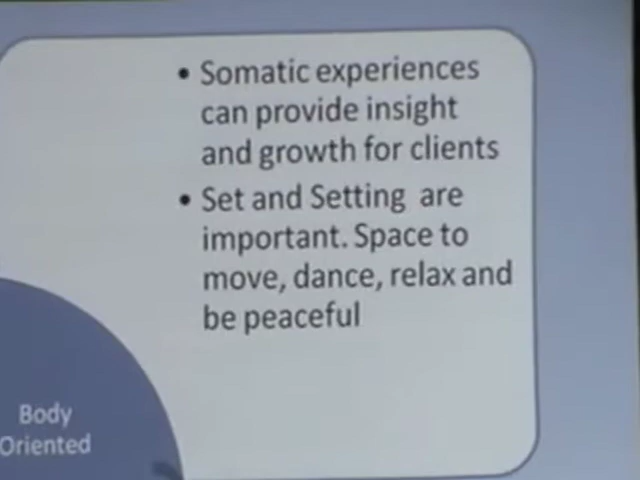 • Somatic experiences
can provide insight
and growth for clients
• Set and Setting are
important. Space to
move, dance, relax and
be peaceful
Body
Oriented